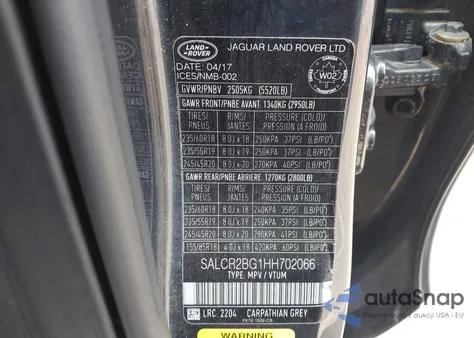 LAND
ROVER
JAGUAR LAND ROVER LTD
DATE: 04/17
ICES/NMB-002
CANADA
W02
GVWR/PNBV 2505KG (5520LB)
GAWR FRONT/PNBE AVANT 1340KG (2950LB)
TIRES/ RIMS/ PRESSURE (COLD)/
PNEUS JANTES PRESSION (A FROID)
235/60R18 8.0J x 18 250KPA 37PSI (LB/PO²)
235/55R19 8.0J x 19 250KPA 37PSI (LB/PO²)
245/45R20 8.0J x 20 270KPA 40PSI (LB/PO²)
GAWR REAR/PNBE ARRIERE 1270KG (2800LB)
TIRES/ RIMS/ PRESSURE (COLD)/
PNEUS JANTES PRESSION (A FROID)
235/60R18 8.0J x 18 240KPA 35PSI (LB/PO²)
235/55R19 8.0J x 19 240KPA 35PSI (LB/PO²)
245/45R20 8.0J x 20 280KPA 41PSI (LB/PO²)
155/85R18 4.0J x 18 420KPA 60PSI (LB/PO²)
SALCR2BG1HH702066
TYPE: MPV / VTUM
LRC 2204 CARPATHIAN GREY
WARNING
autoSnap